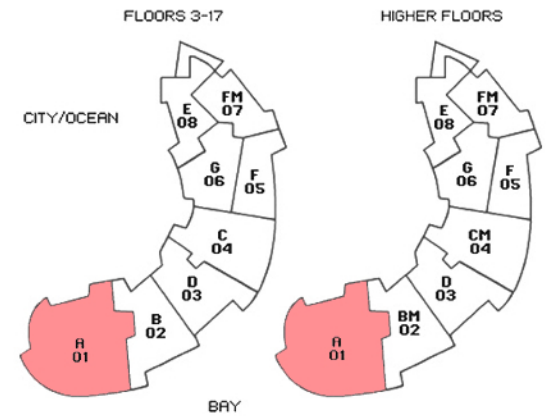 FLOORS 3-17
HIGHER FLOORS
CITY/OCEAN
E
08
FM
07
G
06
F
05
C
04
D
03
B
02
A
01
E
08
FM
07
G
06
F
05
CM
04
D
03
BM
02
A
01
BAY